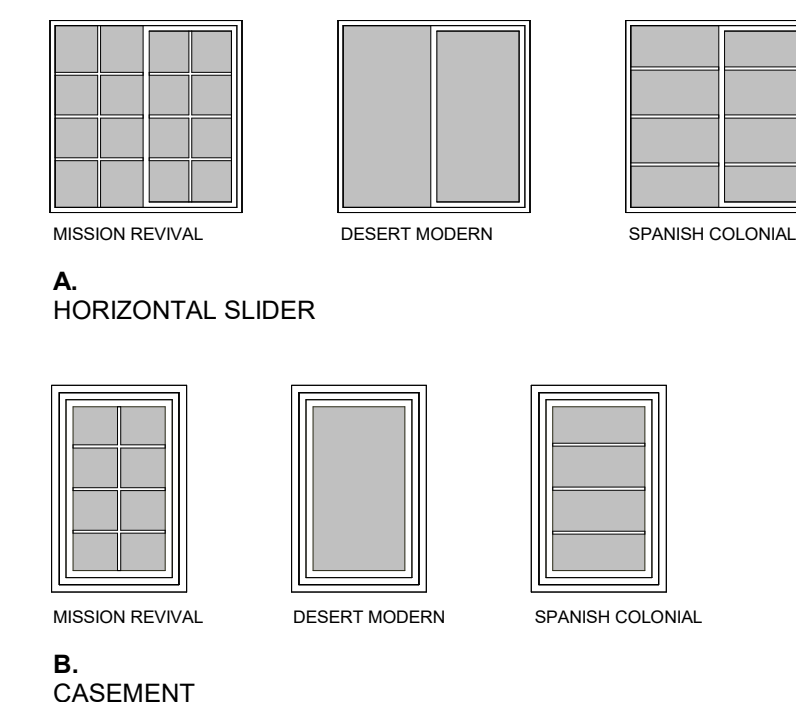 MISSION REVIVAL
DESERT MODERN
SPANISH COLONIAL
A.
HORIZONTAL SLIDER
MISSION REVIVAL
DESERT MODERN
SPANISH COLONIAL
B.
CASEMENT